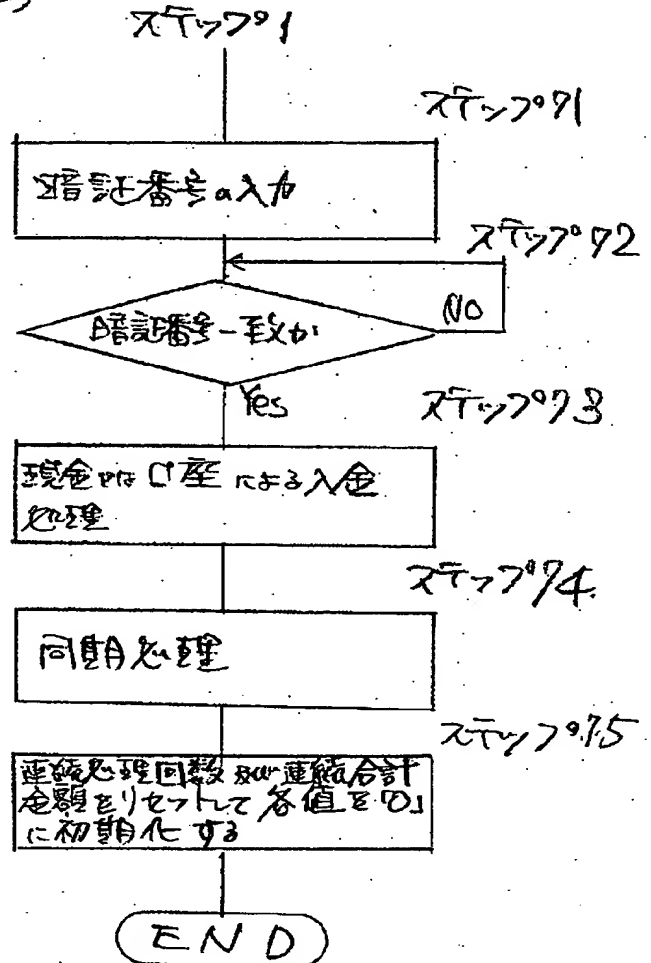 ステップ1
ステップ71
暗証番号の入力
ステップ72
暗証番号一致か
No
Yes
ステップ73
現金又は口座による入金
処理
ステップ74
同期処理
ステップ75
連続処理回数及び連続合計
金額をリセットして各値を「0」
に初期化する
END